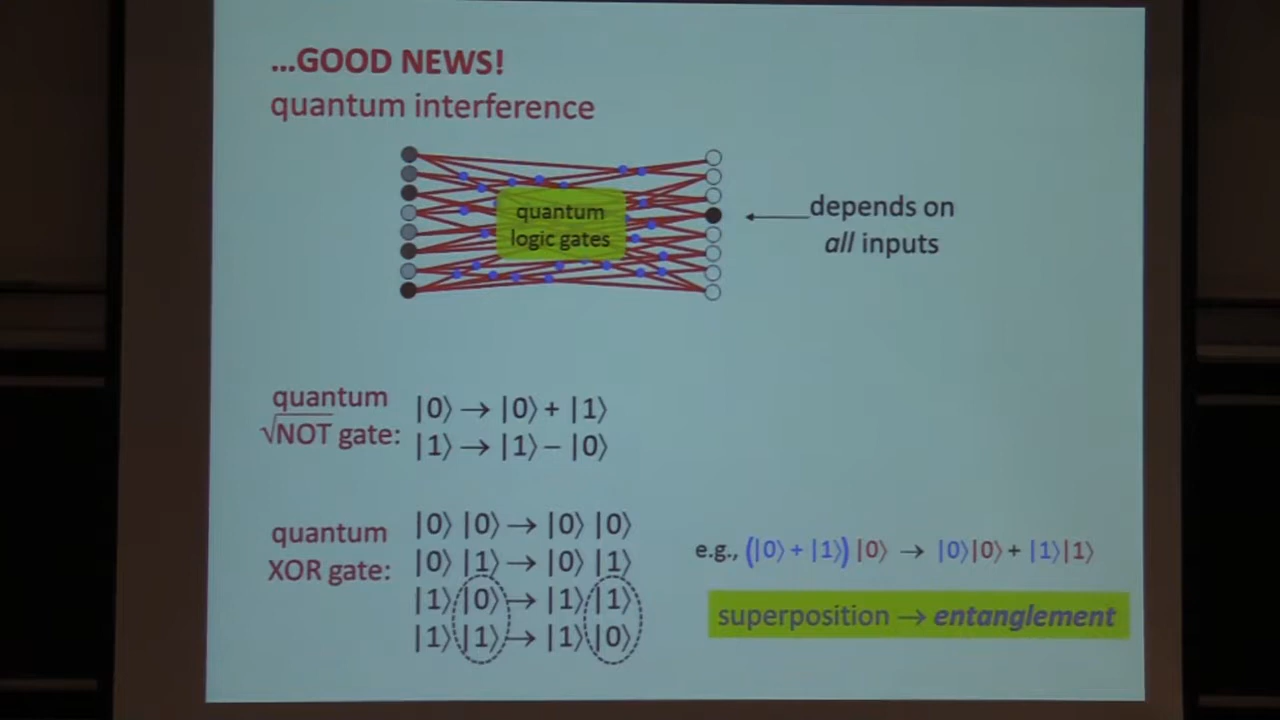 ...GOOD NEWS!
quantum interference
quantum
logic gates
depends on
all inputs
quantum
√NOT gate:
|0⟩ → |0⟩ + |1⟩
|1⟩ → |1⟩ − |0⟩
quantum
XOR gate:
|0⟩ |0⟩ → |0⟩ |0⟩
|0⟩ |1⟩ → |0⟩ |1⟩
|1⟩ |0⟩ → |1⟩ |1⟩
|1⟩ |1⟩ → |1⟩ |0⟩
e.g., (|0⟩ + |1⟩) |0⟩ → |0⟩|0⟩ + |1⟩|1⟩
superposition → entanglement